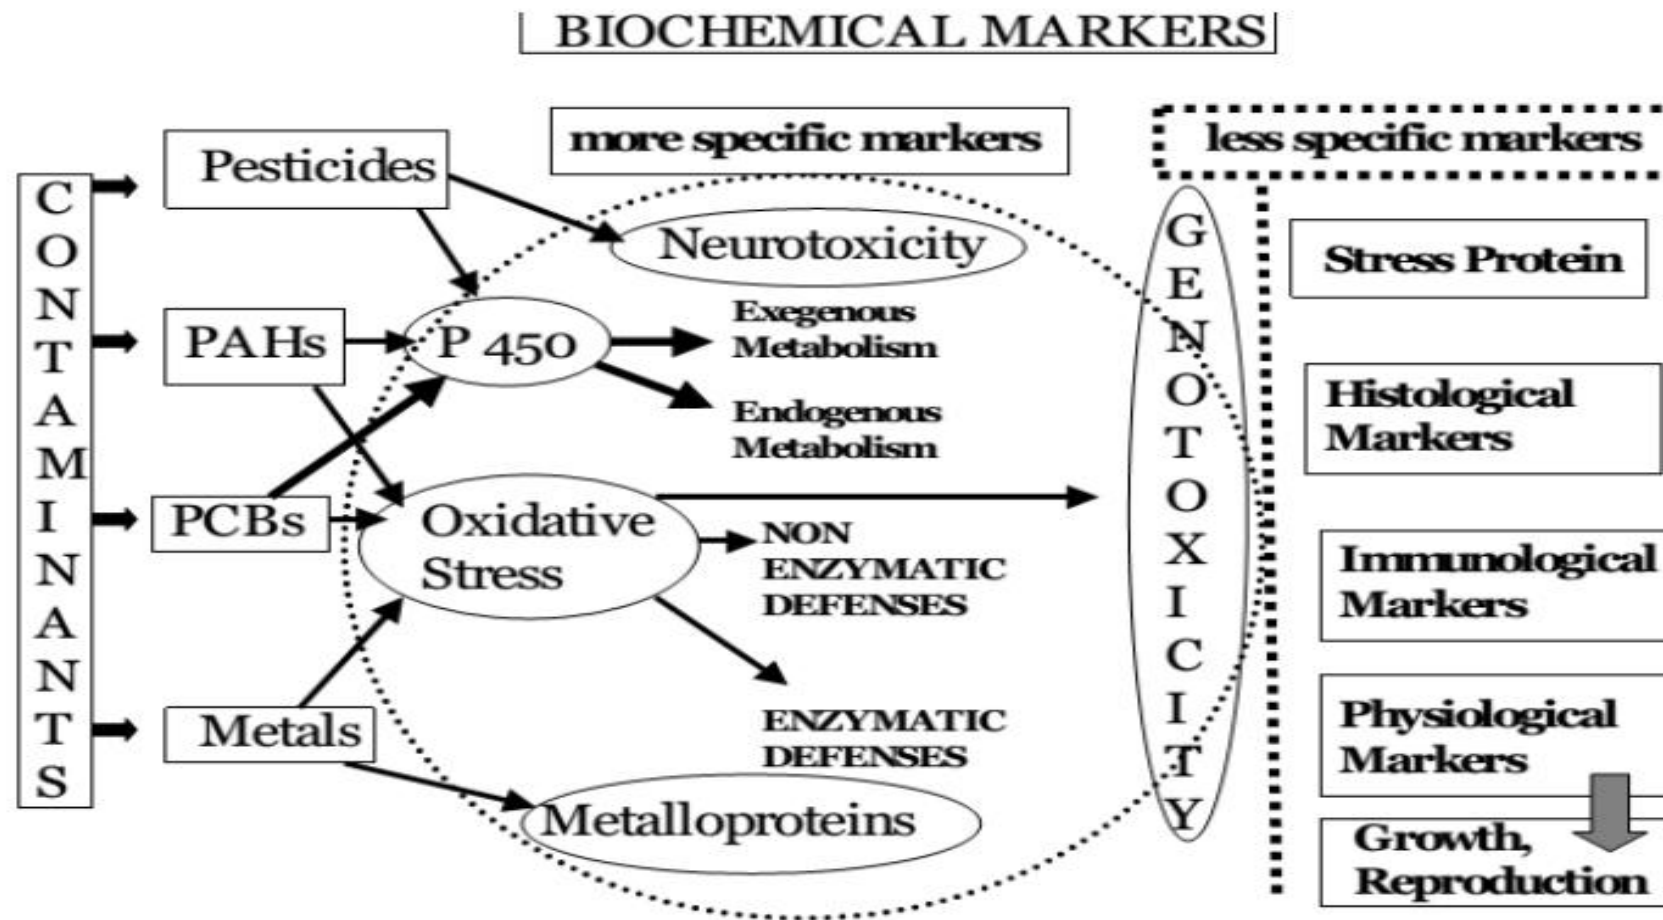 BIOCHEMICAL MARKERS
more specific markers
less specific markers
CONTAMINANTS
Pesticides
PAHs
PCBs
Metals
Neurotoxicity
P 450
Exegenous
Metabolism
Endogenous
Metabolism
Oxidative
Stress
NON
ENZYMATIC
DEFENSES
ENZYMATIC
DEFENSES
Metalloproteins
GENOTOXICITY
Stress Protein
Histological
Markers
Immunological
Markers
Physiological
Markers
Growth,
Reproduction